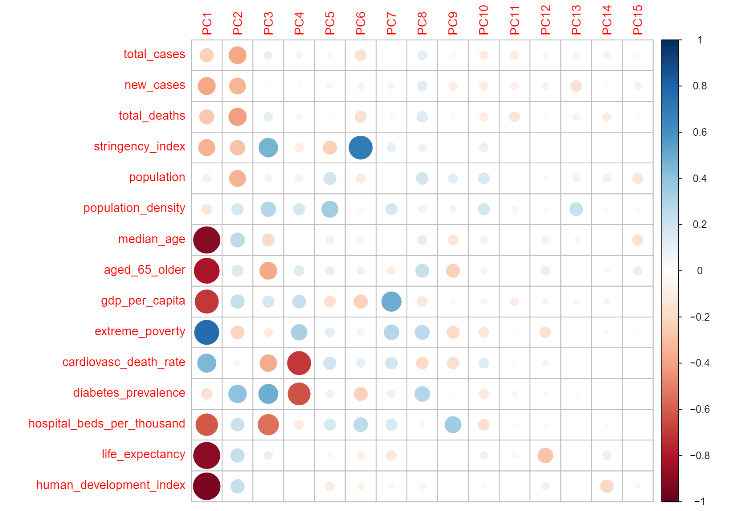 PC1 PC2 PC3 PC4 PC5 PC6 PC7 PC8 PC9 PC10 PC11 PC12 PC13 PC14 PC15
total_cases
new_cases
total_deaths
stringency_index
population
population_density
median_age
aged_65_older
gdp_per_capita
extreme_poverty
cardiovasc_death_rate
diabetes_prevalence
hospital_beds_per_thousand
life_expectancy
human_development_index
1
0.8
0.6
0.4
0.2
0
−0.2
−0.4
−0.6
−0.8
−1